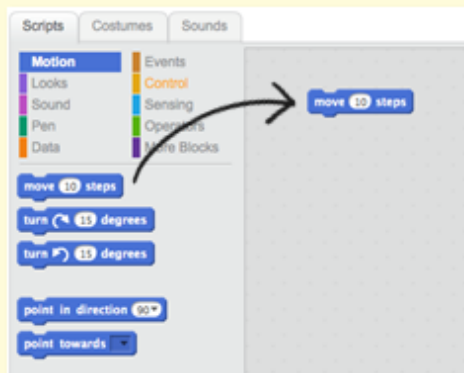 Scripts Costumes Sounds
Motion Events
Looks Control
Sound Sensing
Pen Operators
Data More Blocks
move 10 steps
turn 15 degrees
turn 15 degrees
point in direction 90
point towards
move 10 steps